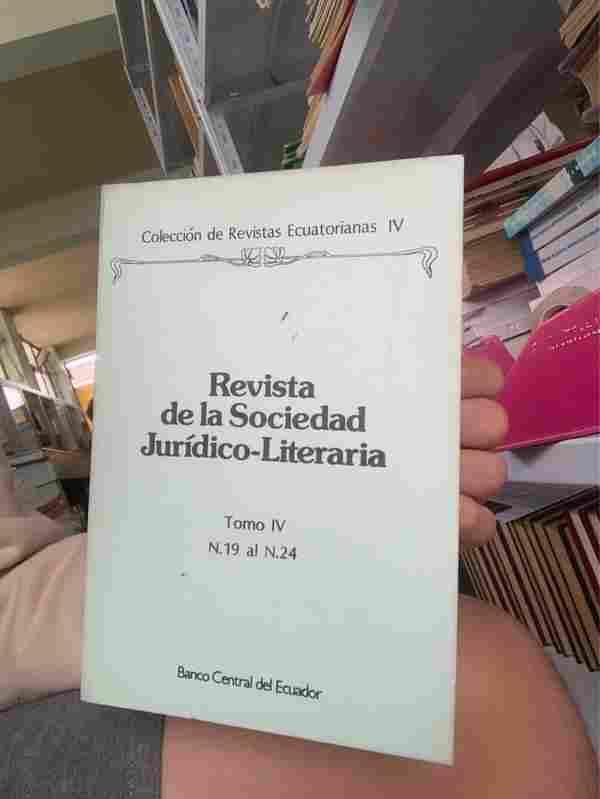 Colección de Revistas Ecuatorianas IV
Revista
de la Sociedad
Jurídico-Literaria
Tomo IV
N.19 al N.24
Banco Central del Ecuador